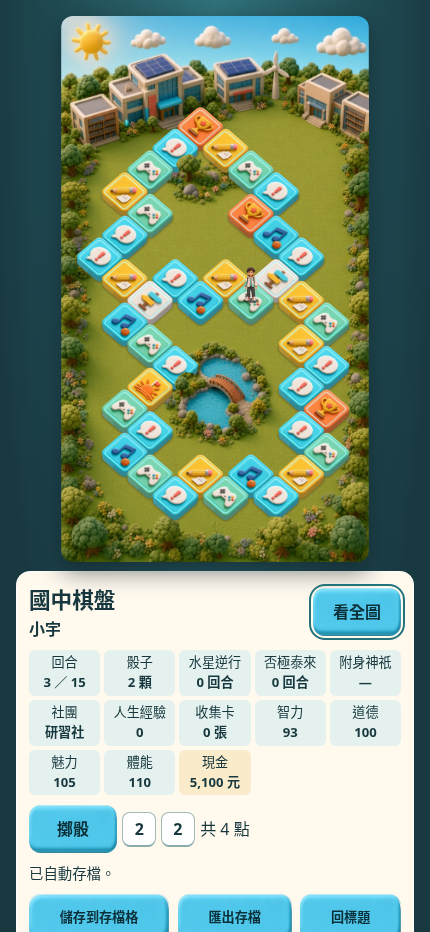 國中棋盤
小宇
看全圖
回合 骰子 水星逆行 否極泰來 附身神祇
3 ／ 15 2 顆 0 回合 0 回合 —
社團 人生經驗 收集卡 智力 道德
研習社 0 0 張 93 100
魅力 體能 現金
105 110 5,100 元
擲骰 2 2 共 4 點
已自動存檔。
儲存到存檔格 匯出存檔 回標題